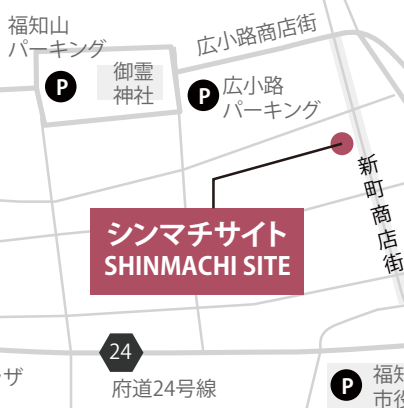 福知山
パーキング
広小路商店街
P
御霊
神社
P
広小路
パーキング
新町商店街
シンマチサイト
SHINMACHI SITE
24
府道24号線
ザ
P
福知
市役